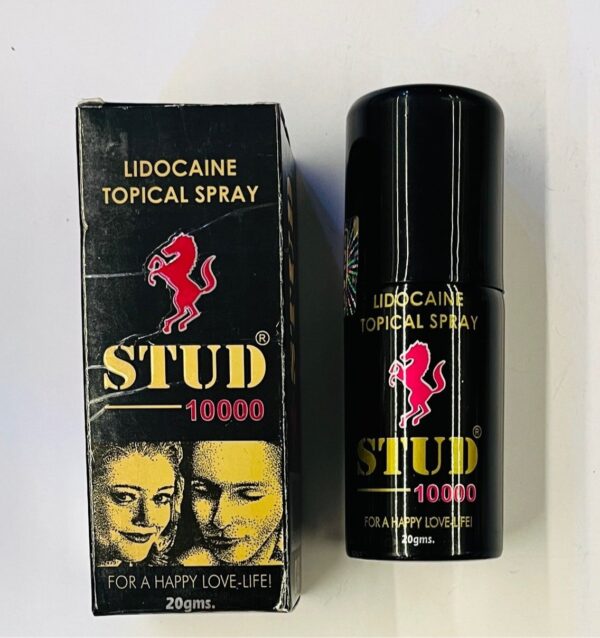 LIDOCAINE
TOPICAL SPRAY
STUD®
10000
FOR A HAPPY LOVE-LIFE!
20gms.
LIDOCAINE
TOPICAL SPRAY
STUD®
10000
FOR A HAPPY LOVE-LIFE!
20gms.